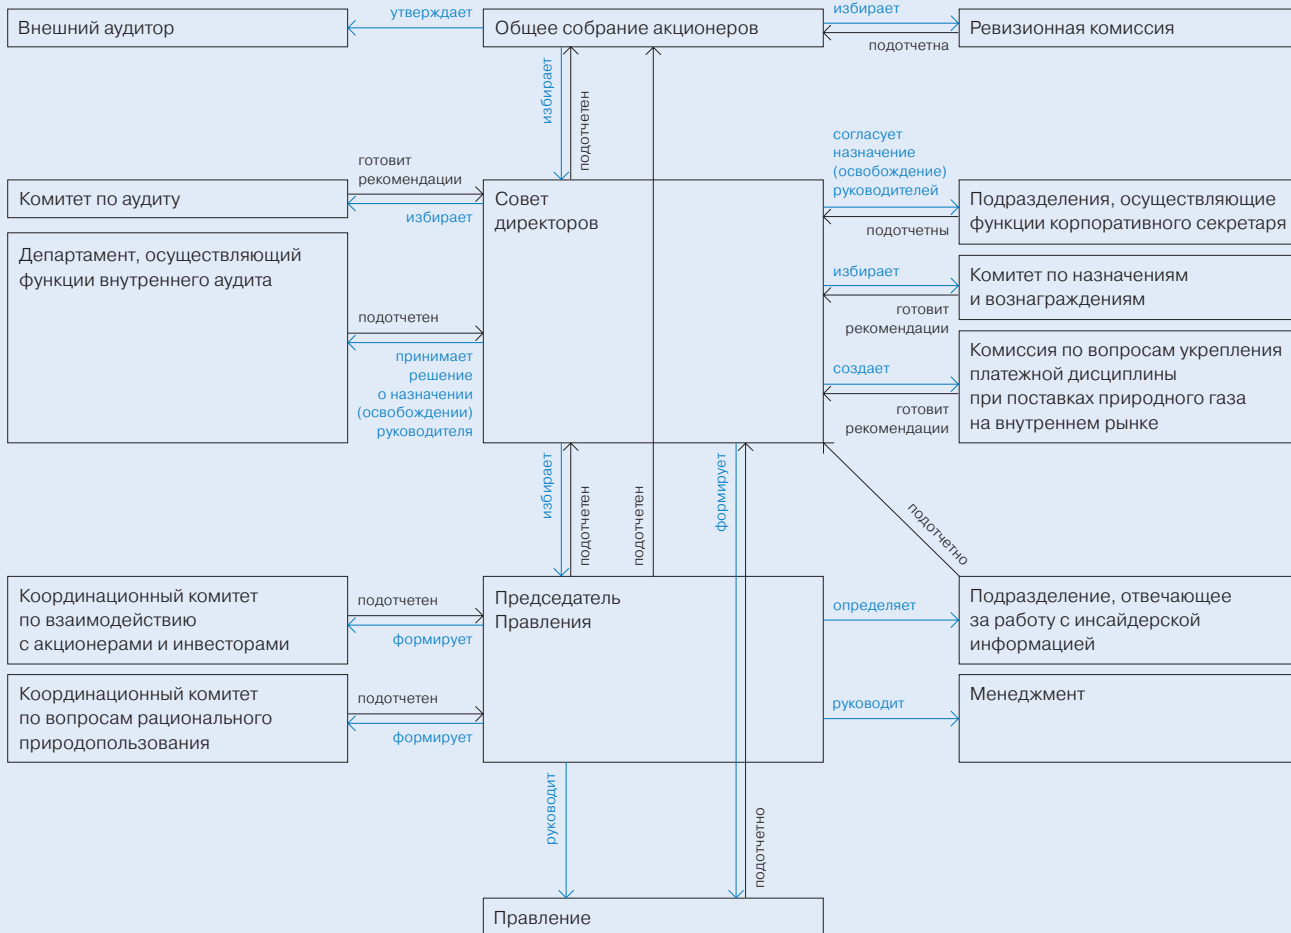 утверждает
избирает
Внешний аудитор
Общее собрание акционеров
Ревизионная комиссия
подотчетна
избирает
подотчетен
готовит
рекомендации
Комитет по аудиту
избирает
Совет
директоров
согласует
назначение
(освобождение)
руководителей
Подразделения, осуществляющие
функции корпоративного секретаря
подотчетны
Департамент, осуществляющий
функции внутреннего аудита
подотчетен
принимает
решение
о назначении
(освобождении)
руководителя
избирает
Комитет по назначениям
и вознаграждениям
готовит
рекомендации
создает
Комиссия по вопросам укрепления
платежной дисциплины
при поставках природного газа
на внутреннем рынке
готовит
рекомендации
избирает
подотчетен
подотчетен
формирует
подотчетно
Координационный комитет
по взаимодействию
с акционерами и инвесторами
подотчетен
формирует
Председатель
Правления
определяет
Подразделение, отвечающее
за работу с инсайдерской
информацией
Координационный комитет
по вопросам рационального
природопользования
подотчетен
формирует
руководит
Менеджмент
руководит
подотчетно
Правление